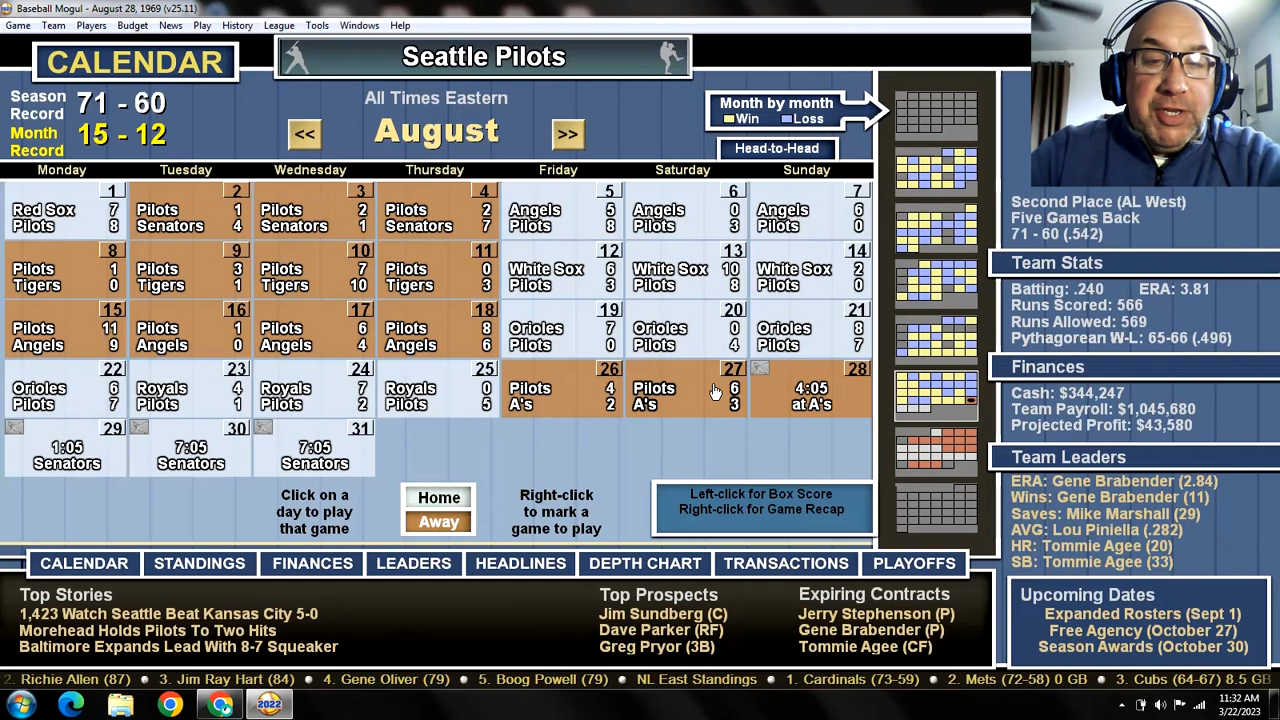 Baseball Mogul - August 28, 1969 (v25.11)
Game Team Players Budget News Play History League Tools Windows Help
CALENDAR
Seattle Pilots
Season Record 71 - 60
Month Record 15 - 12
All Times Eastern
<< August >>
Month by month
Win Loss
Head-to-Head
Monday Tuesday Wednesday Thursday Friday Saturday Sunday
1 2 3 4 5 6 7
Red Sox 7 Pilots 1 Pilots 2 Pilots 2 Angels 5 Angels 0 Angels 6
Pilots 8 Senators 4 Senators 1 Senators 7 Pilots 8 Pilots 3 Pilots 0
8 9 10 11 12 13 14
Pilots 1 Pilots 3 Pilots 7 Pilots 0 White Sox 6 White Sox 10 White Sox 2
Tigers 0 Tigers 1 Tigers 10 Tigers 3 Pilots 3 Pilots 8 Pilots 0
15 16 17 18 19 20 21
Pilots 11 Pilots 1 Pilots 6 Pilots 8 Orioles 7 Orioles 0 Orioles 8
Angels 9 Angels 0 Angels 4 Angels 6 Pilots 0 Pilots 4 Pilots 7
22 23 24 25 26 27 28
Orioles 6 Royals 4 Royals 7 Royals 0 Pilots 4 Pilots 6 4:05
Pilots 7 Pilots 1 Pilots 2 Pilots 5 A's 2 A's 3 at A's
29 30 31
1:05 7:05 7:05
Senators Senators Senators
Click on a day to play that game
Home
Away
Right-click to mark a game to play
Left-click for Box Score
Right-click for Game Recap
Second Place (AL West)
Five Games Back
71 - 60 (.542)
Team Stats
Batting: .240 ERA: 3.81
Runs Scored: 566
Runs Allowed: 569
Pythagorean W-L: 65-66 (.496)
Finances
Cash: $344,247
Team Payroll: $1,045,680
Projected Profit: $43,580
Team Leaders
ERA: Gene Brabender (2.84)
Wins: Gene Brabender (11)
Saves: Mike Marshall (29)
AVG: Lou Piniella (.282)
HR: Tommie Agee (20)
SB: Tommie Agee (33)
CALENDAR STANDINGS FINANCES LEADERS HEADLINES DEPTH CHART TRANSACTIONS PLAYOFFS
Top Stories
1,423 Watch Seattle Beat Kansas City 5-0
Morehead Holds Pilots To Two Hits
Baltimore Expands Lead With 8-7 Squeaker
Top Prospects
Jim Sundberg (C)
Dave Parker (RF)
Greg Pryor (3B)
Expiring Contracts
Jerry Stephenson (P)
Gene Brabender (P)
Tommie Agee (CF)
Upcoming Dates
Expanded Rosters (Sept 1)
Free Agency (October 27)
Season Awards (October 30)
2. Richie Allen (87) • 3. Jim Ray Hart (84) • 4. Gene Oliver (79) • 5. Boog Powell (79) • NL East Standings • 1. Cardinals (73-59) • 2. Mets (72-58) 0 GB • 3. Cubs (64-67) 8.5 G
2022
11:32 AM
3/22/2023